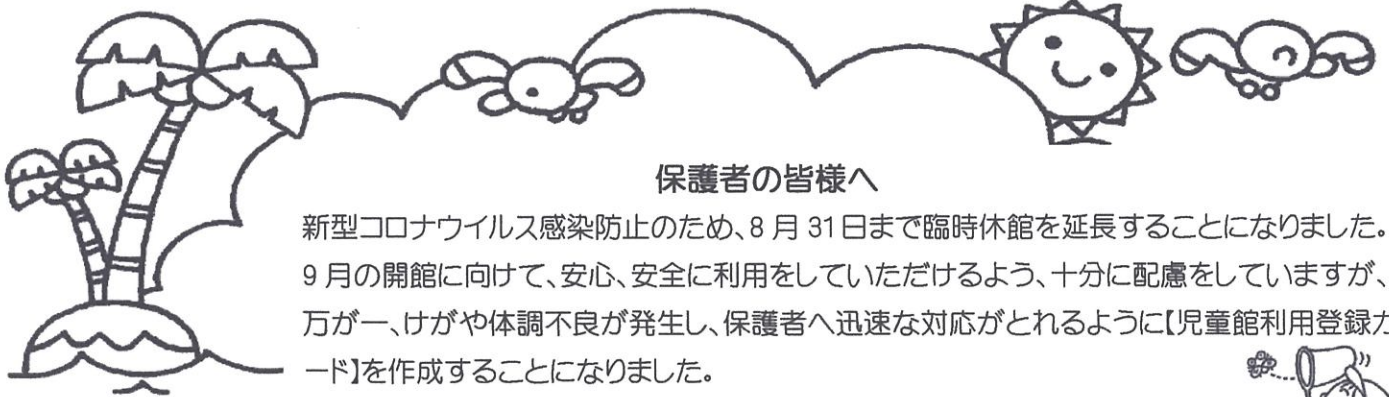 保護者の皆様へ
新型コロナウイルス感染防止のため、8月31日まで臨時休館を延長することになりました。
9月の開館に向けて、安心、安全に利用をしていただけるよう、十分に配慮をしていますが、
万が一、けがや体調不良が発生し、保護者へ迅速な対応がとれるように【児童館利用登録カ
ード】を作成することになりました。